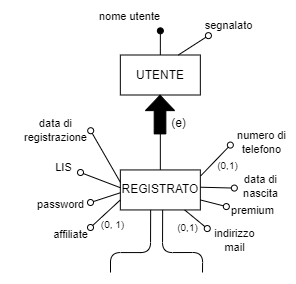 nome utente
segnalato
UTENTE
(e)
data di
registrazione
numero di
telefono
LIS
(0,1)
REGISTRATO
data di
nascita
password
premium
affiliate
(0, 1)
(0,1)
indirizzo
mail